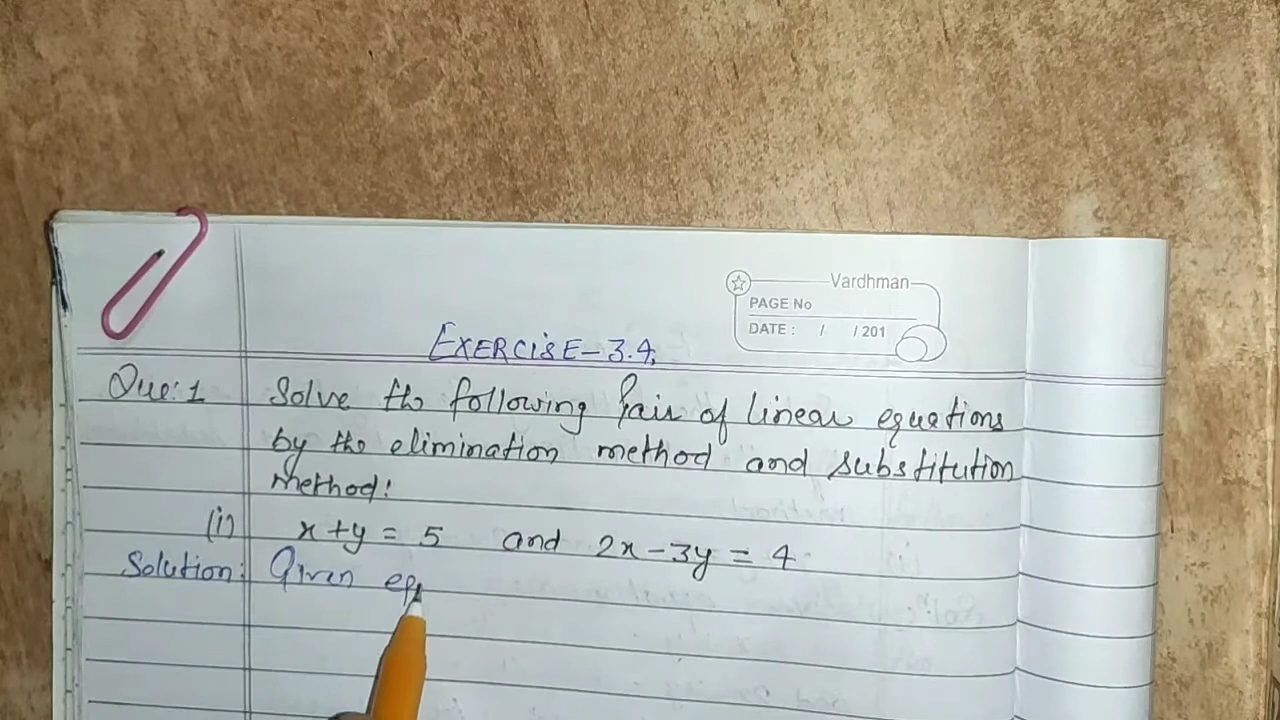 Vardhman
PAGE No
DATE : / / 201
EXERCISE-3.4.
Que:1 Solve the following Pair of linear equations
by the elimination method and substitution
method:
(i) x+y = 5 and 2x-3y = 4
Solution: Given eq